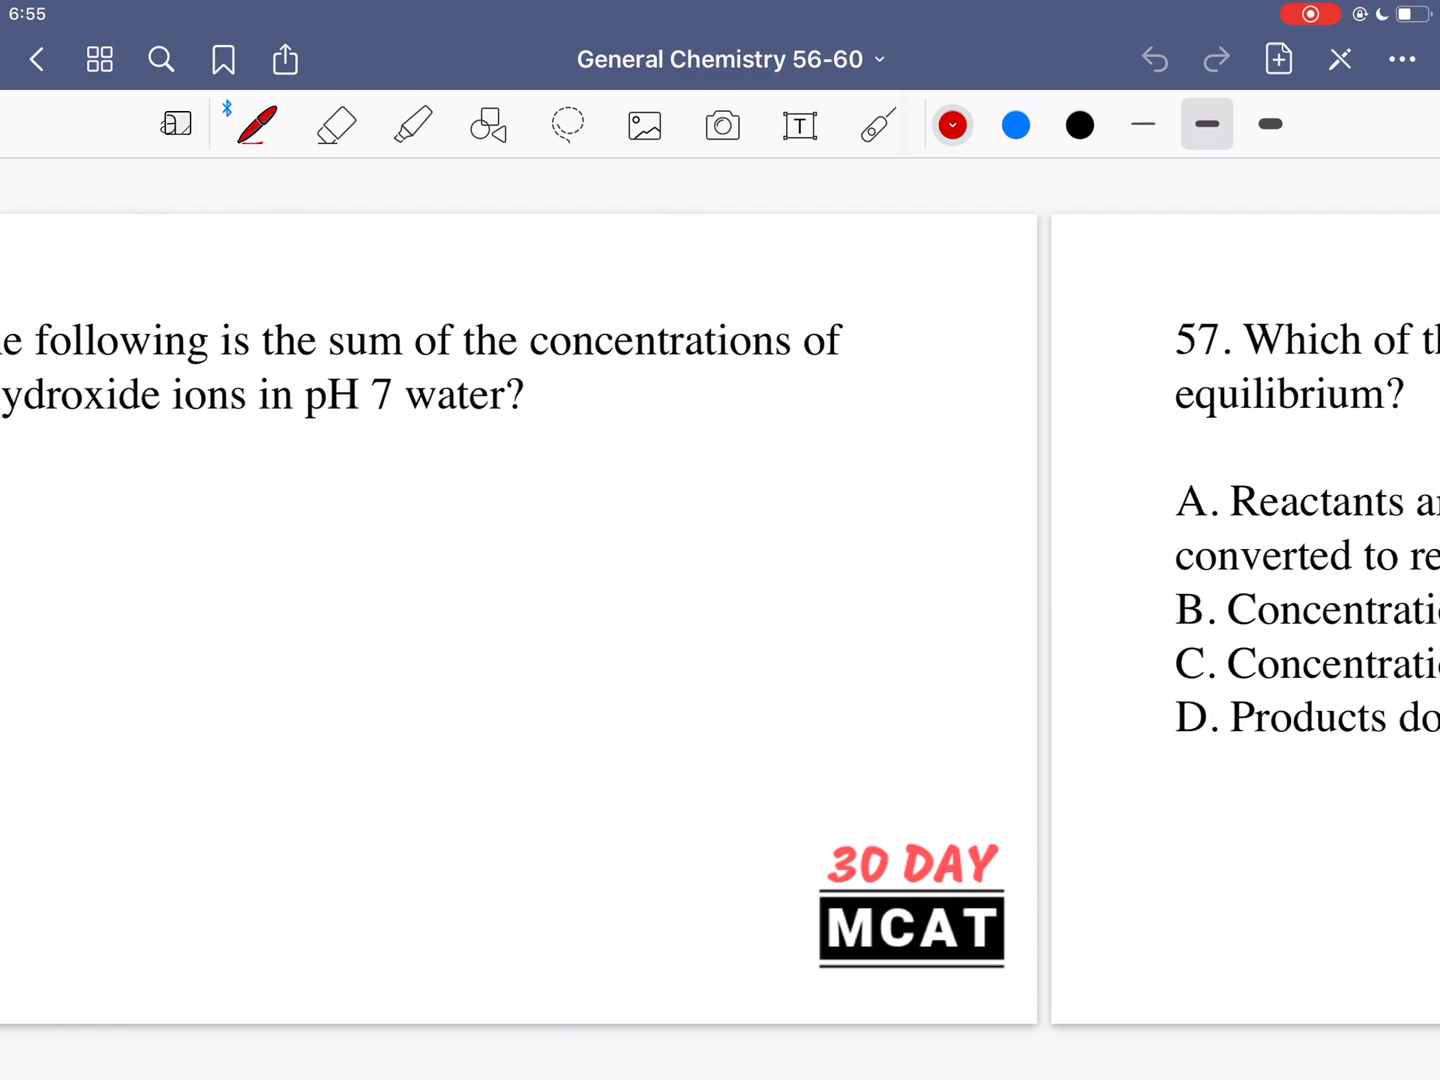 6:55
General Chemistry 56-60
a
T
e following is the sum of the concentrations of
ydroxide ions in pH 7 water?
30 DAY
MCAT
57. Which of th
equilibrium?
A. Reactants a
converted to re
B. Concentrati
C. Concentrati
D. Products do